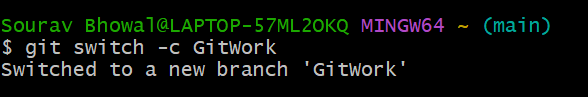 Sourav Bhowal@LAPTOP-57ML2OKQ MINGW64 ~ (main)
$ git switch -c GitWork
Switched to a new branch 'GitWork'